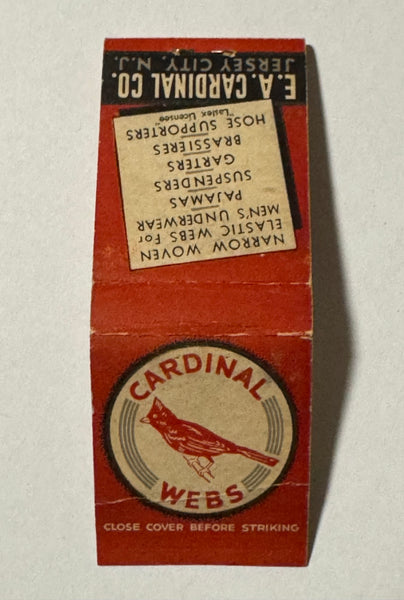 CARDINAL
WEBS
CLOSE COVER BEFORE STRIKING
NARROW WOVEN
ELASTIC WEBS For
MEN'S UNDERWEAR
PAJAMAS
SUSPENDERS
GARTERS
BRASSIERES
HOSE SUPPORTERS
"Lastex Licensee"
E. A. CARDINAL CO.
JERSEY CITY, N. J.